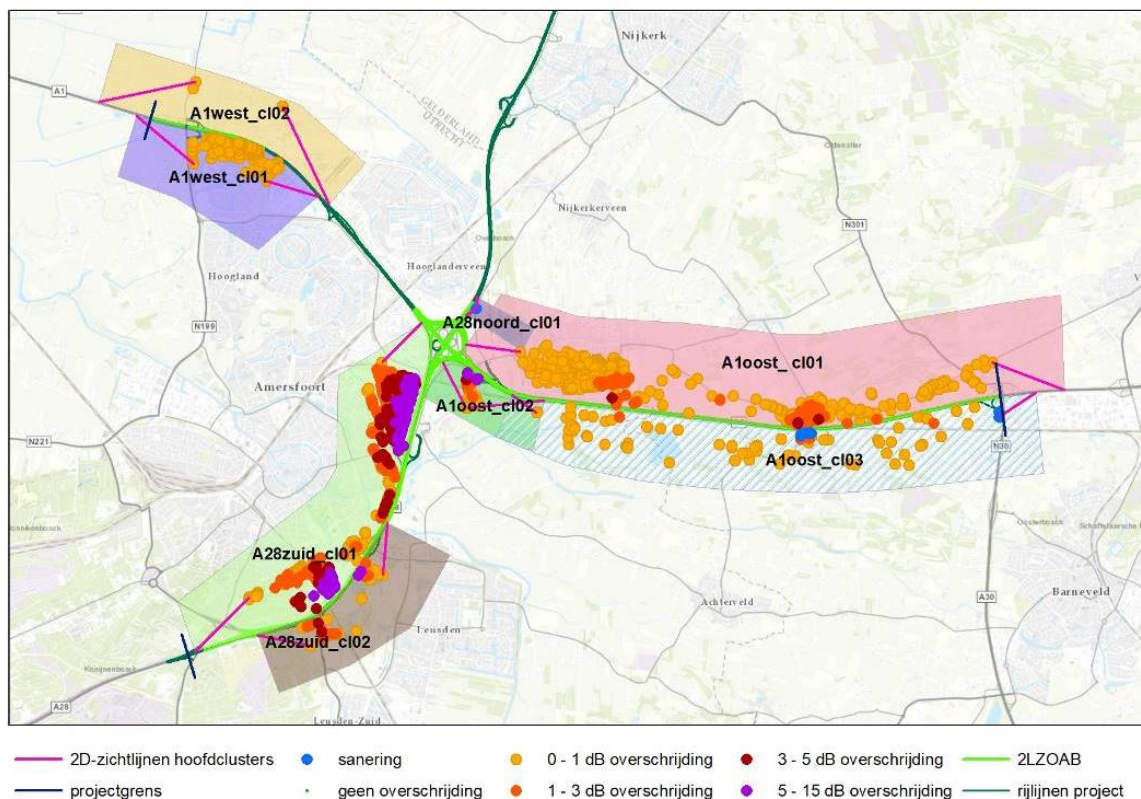 Nijkerk
A1
A1west_cl02
GELDERLAND
UTRECHT
A1west_cl01
Nijkerkerveen
N301
Hoogland
Hooglanderveen
N199
A28noord_cl01
A1oost_ cl01
Amersfoort
A1oost_cl02
N221
A1oost_cl03
N30
A28zuid_cl01
Achterveld
A30
Barneveld
Leusden
A28zuid_cl02
A28
Leusden-Zuid
2D-zichtlijnen hoofdclusters
sanering
0 - 1 dB overschrijding
3 - 5 dB overschrijding
2LZOAB
projectgrens
geen overschrijding
1 - 3 dB overschrijding
5 - 15 dB overschrijding
rijlijnen project